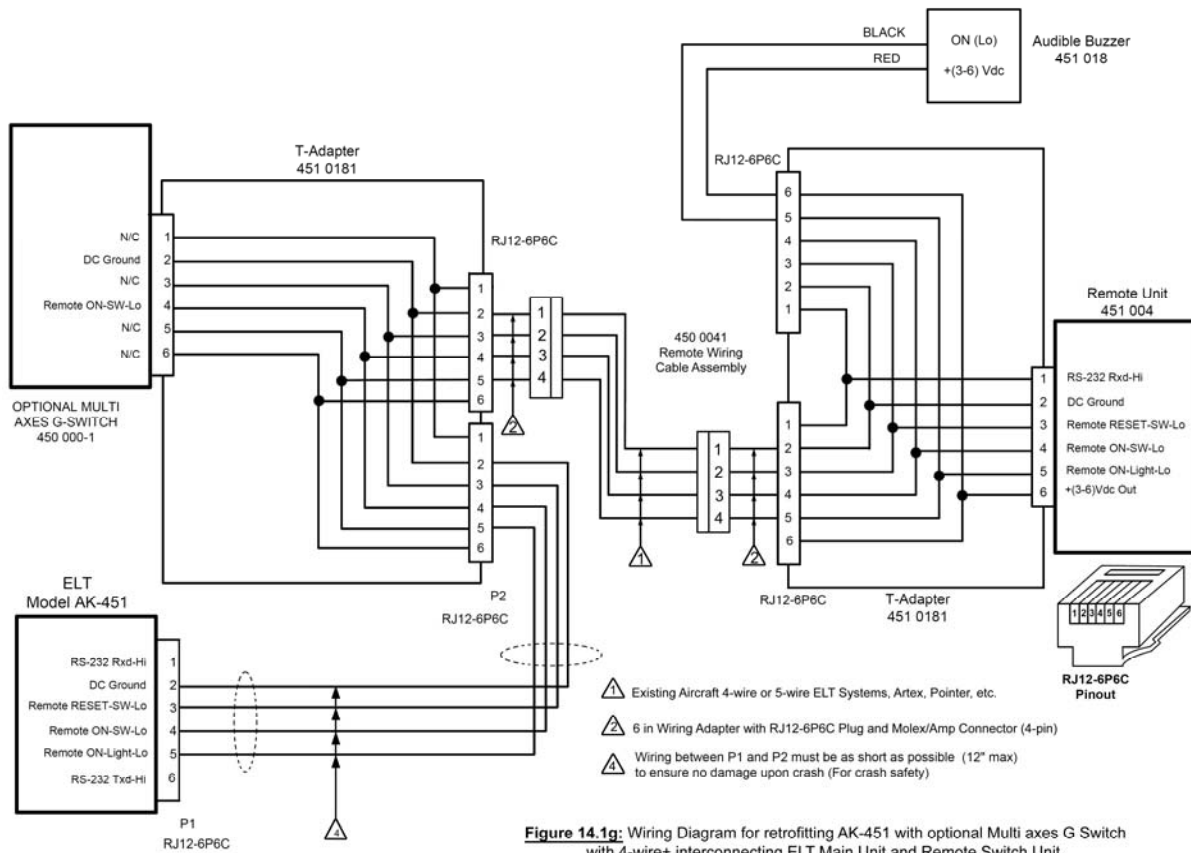 BLACK
RED
ON (Lo)
+(3-6) Vdc
Audible Buzzer
451 018
T-Adapter
451 0181
N/C
DC Ground
N/C
Remote ON-SW-Lo
N/C
N/C
1
2
3
4
5
6
OPTIONAL MULTI
AXES G-SWITCH
450 000-1
RJ12-6P6C
1
2
3
4
5
6
2
1
2
3
4
1
2
3
4
5
6
P2
RJ12-6P6C
450 0041
Remote Wiring
Cable Assembly
1
2
3
4
1
2
RJ12-6P6C
6
5
4
3
2
1
1
2
3
4
5
6
RJ12-6P6C
T-Adapter
451 0181
Remote Unit
451 004
1
2
3
4
5
6
RS-232 Rxd-Hi
DC Ground
Remote RESET-SW-Lo
Remote ON-SW-Lo
Remote ON-Light-Lo
+(3-6)Vdc Out
1 2 3 4 5 6
RJ12-6P6C
Pinout
ELT
Model AK-451
RS-232 Rxd-Hi 1
DC Ground 2
Remote RESET-SW-Lo 3
Remote ON-SW-Lo 4
Remote ON-Light-Lo 5
RS-232 Txd-Hi 6
P1
RJ12-6P6C
4
1 Existing Aircraft 4-wire or 5-wire ELT Systems, Artex, Pointer, etc.
2 6 in Wiring Adapter with RJ12-6P6C Plug and Molex/Amp Connector (4-pin)
4 Wiring between P1 and P2 must be as short as possible (12" max)
to ensure no damage upon crash (For crash safety)
Figure 14.1g: Wiring Diagram for retrofitting AK-451 with optional Multi axes G Switch
with 4-wire+ interconnecting ELT Main Unit and Remote Switch Unit